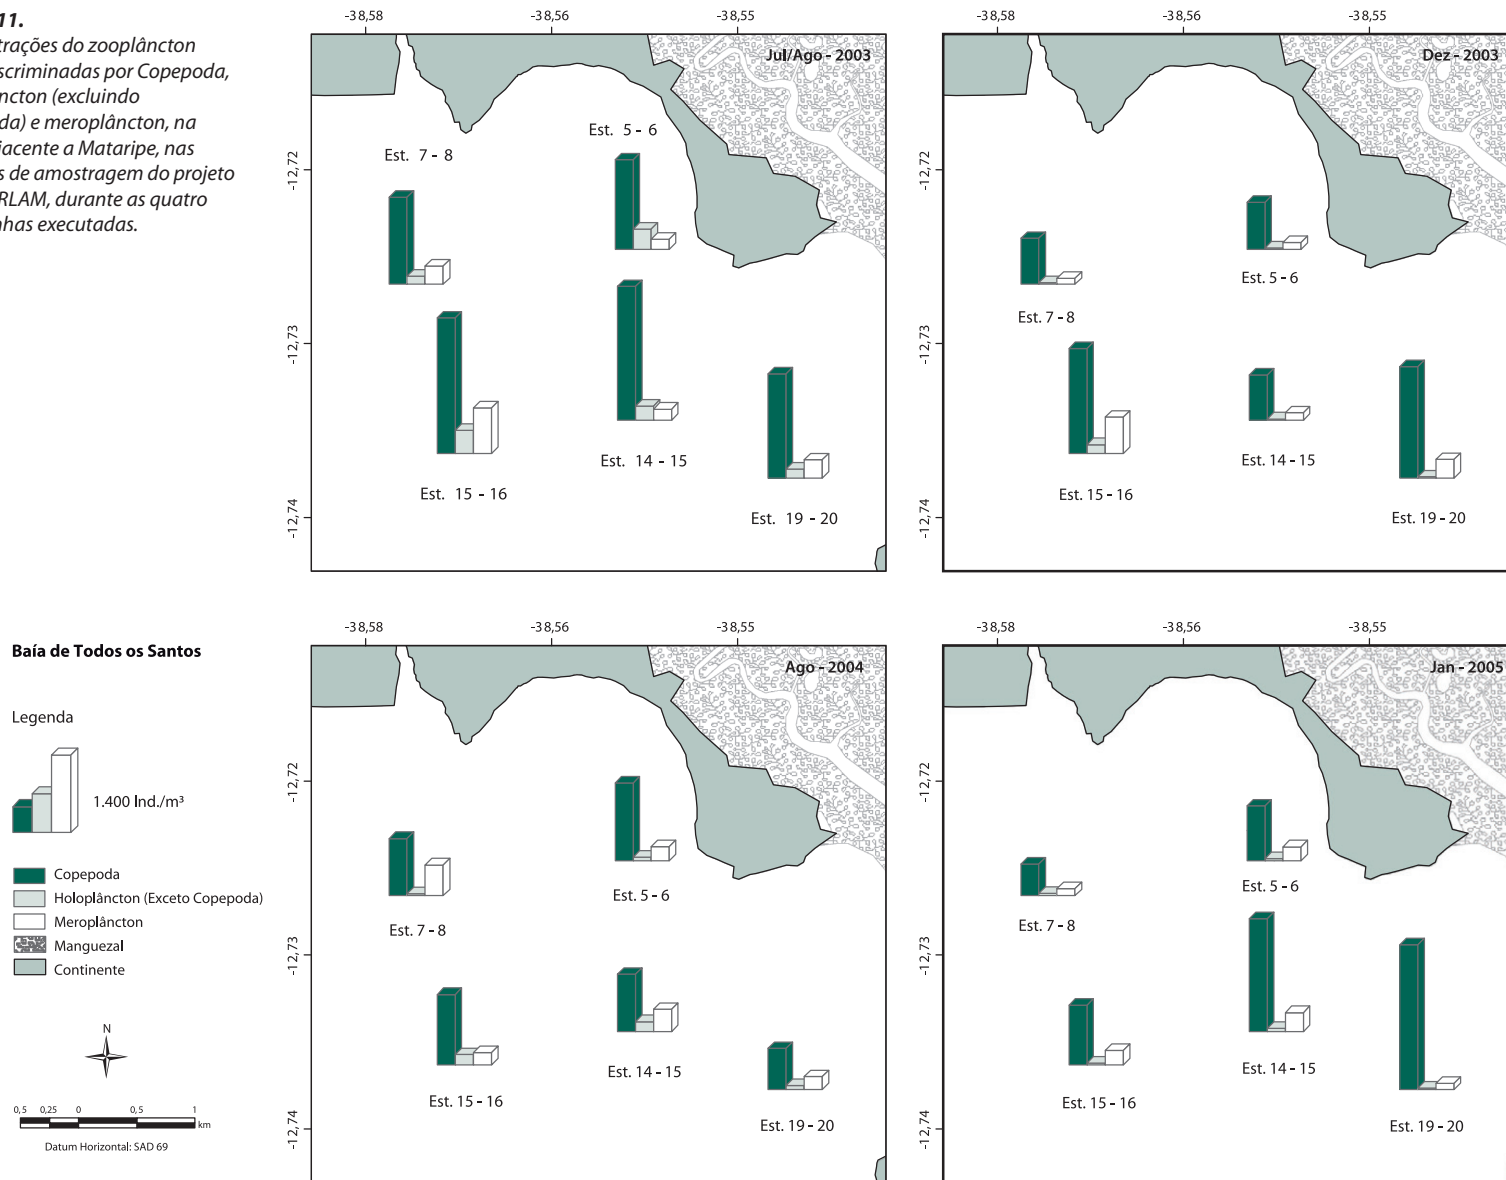 11.
trações do zooplâncton
scriminadas por Copepoda,
ncton (excluindo
da) e meroplâncton, na
jacente a Mataripe, nas
s de amostragem do projeto
RLAM, durante as quatro
nhas executadas.
-38,58 -38,56 -38,55
Jul/Ago - 2003
-12,72
-12,73
-12,74
Est. 7 - 8
Est. 5 - 6
Est. 15 - 16
Est. 14 - 15
Est. 19 - 20
-38,58 -38,56 -38,55
Dez - 2003
-12,72
-12,73
-12,74
Est. 5 - 6
Est. 7 - 8
Est. 15 - 16
Est. 14 - 15
Est. 19 - 20
Baía de Todos os Santos
Legenda
1.400 Ind./m³
Copepoda
Holoplâncton (Exceto Copepoda)
Meroplâncton
Manguezal
Continente
N
0,5 0,25 0 0,5 1
km
Datum Horizontal: SAD 69
-38,58 -38,56 -38,55
Ago - 2004
-12,72
-12,73
-12,74
Est. 5 - 6
Est. 7 - 8
Est. 14 - 15
Est. 15 - 16
Est. 19 - 20
-38,58 -38,56 -38,55
Jan - 2005
-12,72
-12,73
-12,74
Est. 5 - 6
Est. 7 - 8
Est. 14 - 15
Est. 15 - 16
Est. 19 - 20